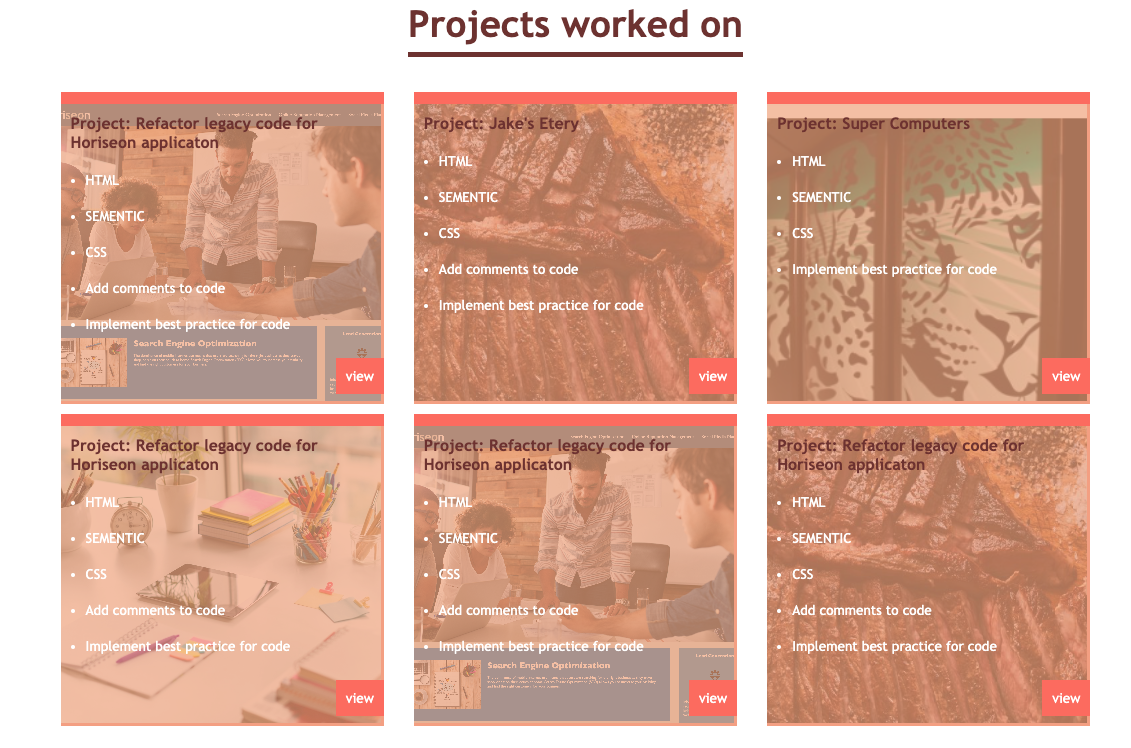 Projects worked on
Project: Refactor legacy code for
Horiseon applicaton
HTML
SEMENTIC
CSS
Add comments to code
Implement best practice for code
Search Engine Optimization
view
Project: Jake's Etery
HTML
SEMENTIC
CSS
Add comments to code
Implement best practice for code
view
Project: Super Computers
HTML
SEMENTIC
CSS
Implement best practice for code
view
Project: Refactor legacy code for
Horiseon applicaton
HTML
SEMENTIC
CSS
Add comments to code
Implement best practice for code
view
Project: Refactor legacy code for
Horiseon applicaton
HTML
SEMENTIC
CSS
Add comments to code
Implement best practice for code
Search Engine Optimization
view
Project: Refactor legacy code for
Horiseon applicaton
HTML
SEMENTIC
CSS
Add comments to code
Implement best practice for code
view